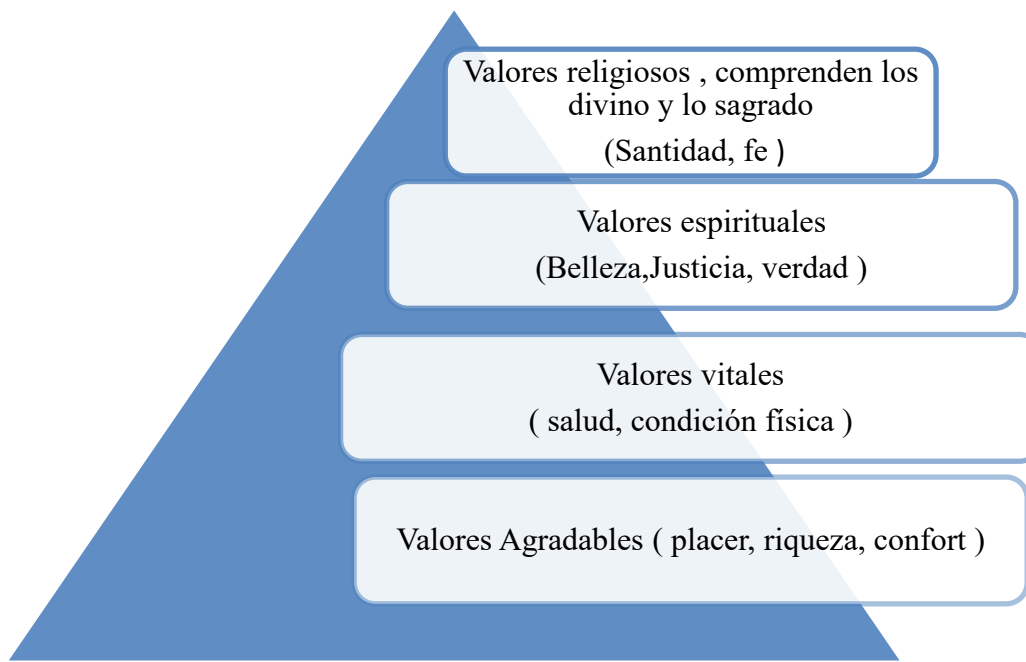 Valores religiosos , comprenden los
divino y lo sagrado
(Santidad, fe )
Valores espirituales
(Belleza,Justicia, verdad )
Valores vitales
( salud, condición física )
Valores Agradables ( placer, riqueza, confort )